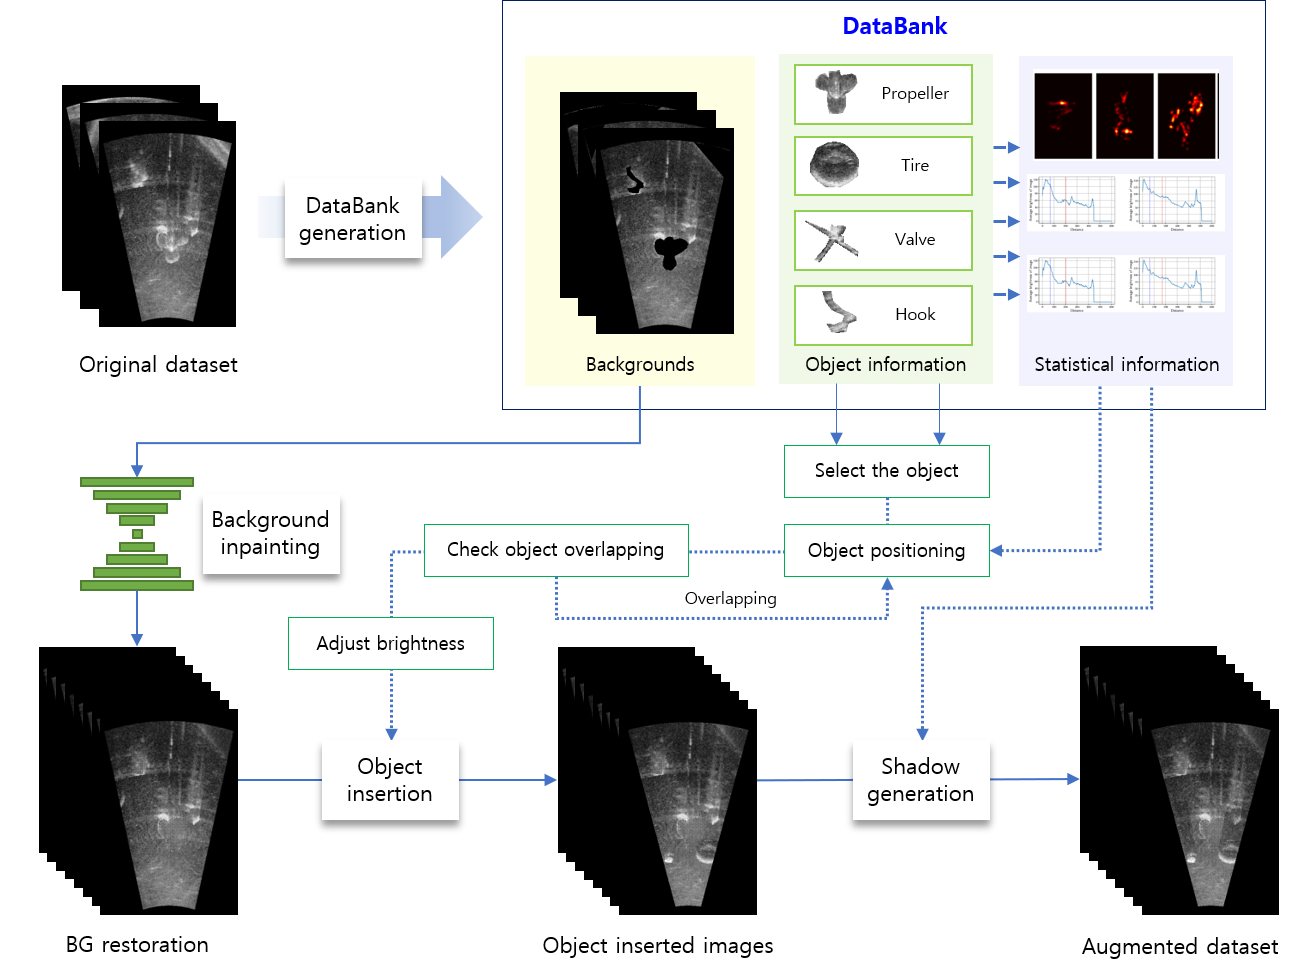 DataBank
Propeller
Tire
Valve
Hook
DataBank
generation
Original dataset
Backgrounds
Object information
Statistical information
Select the object
Background
inpainting
Check object overlapping
Object positioning
Overlapping
Adjust brightness
Object
insertion
Shadow
generation
BG restoration
Object inserted images
Augmented dataset